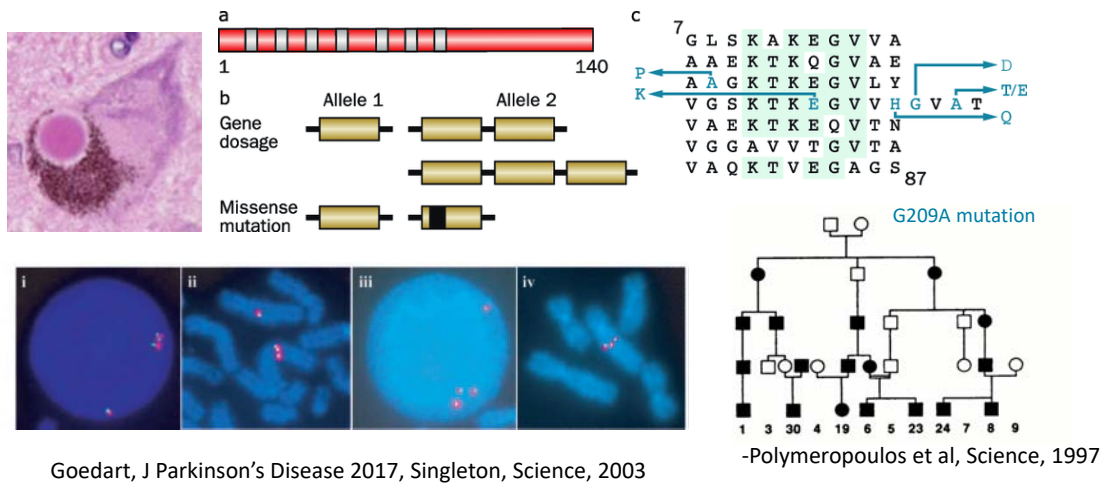 a
1 140
b
Allele 1 Allele 2
Gene
dosage
Missense
mutation
c
7
G L S K A K E G V V A
A A E K T K Q G V A E
A A G K T K E G V L Y
V G S K T K E G V V H G V A T
V A E K T K E Q V T N
V G G A V V T G V T A
V A Q K T V E G A G S
87
P
K
D
T/E
Q
G209A mutation
i ii iii iv
1 3 30 4 19 6 5 23 24 7 8 9
Goedart, J Parkinson's Disease 2017, Singleton, Science, 2003
-Polymeropoulos et al, Science, 1997